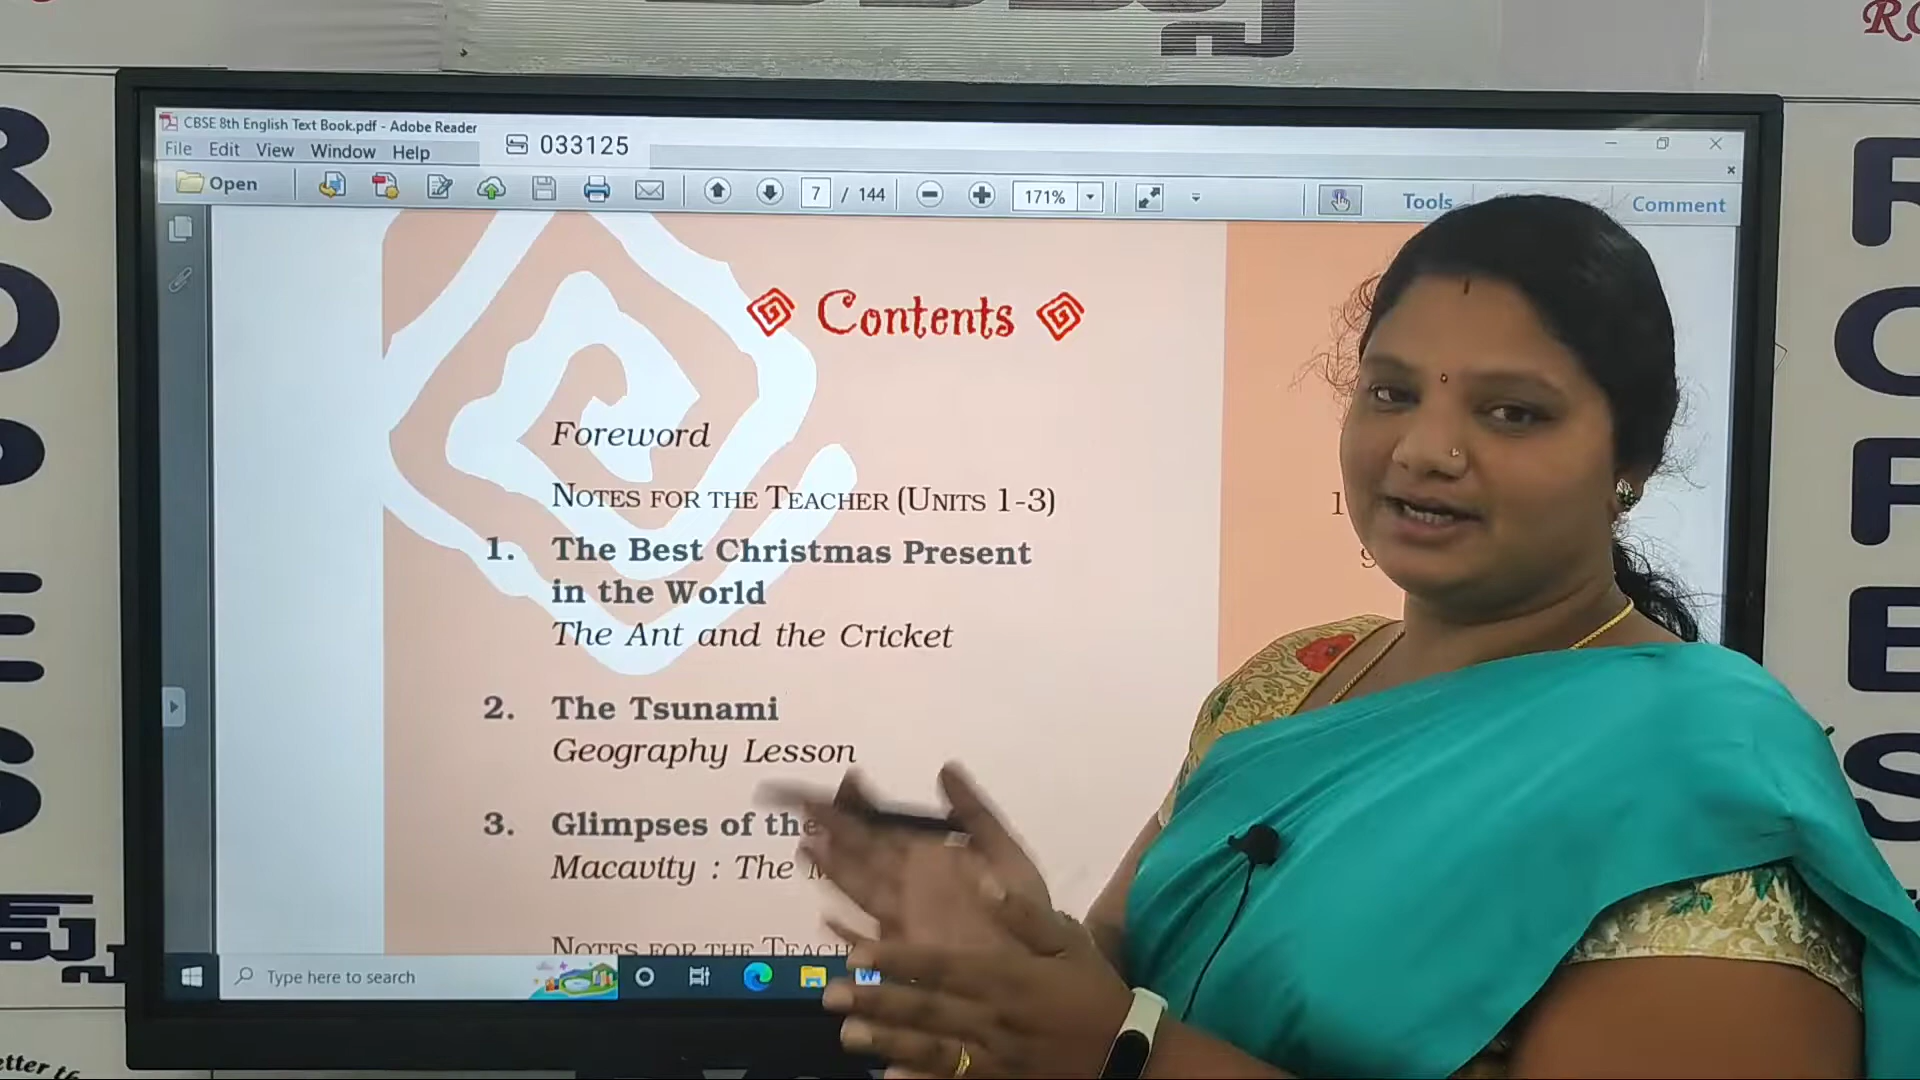 CBSE 8th English Text Book.pdf - Adobe Reader
File Edit View Window Help
033125
Open
7 / 144
171%
Tools
Comment
Contents
Foreword
NOTES FOR THE TEACHER (UNITS 1-3)
1. The Best Christmas Present
in the World
The Ant and the Cricket
2. The Tsunami
Geography Lesson
3. Glimpses of the
Macavity : The
NOTES FOR THE
Type here to search